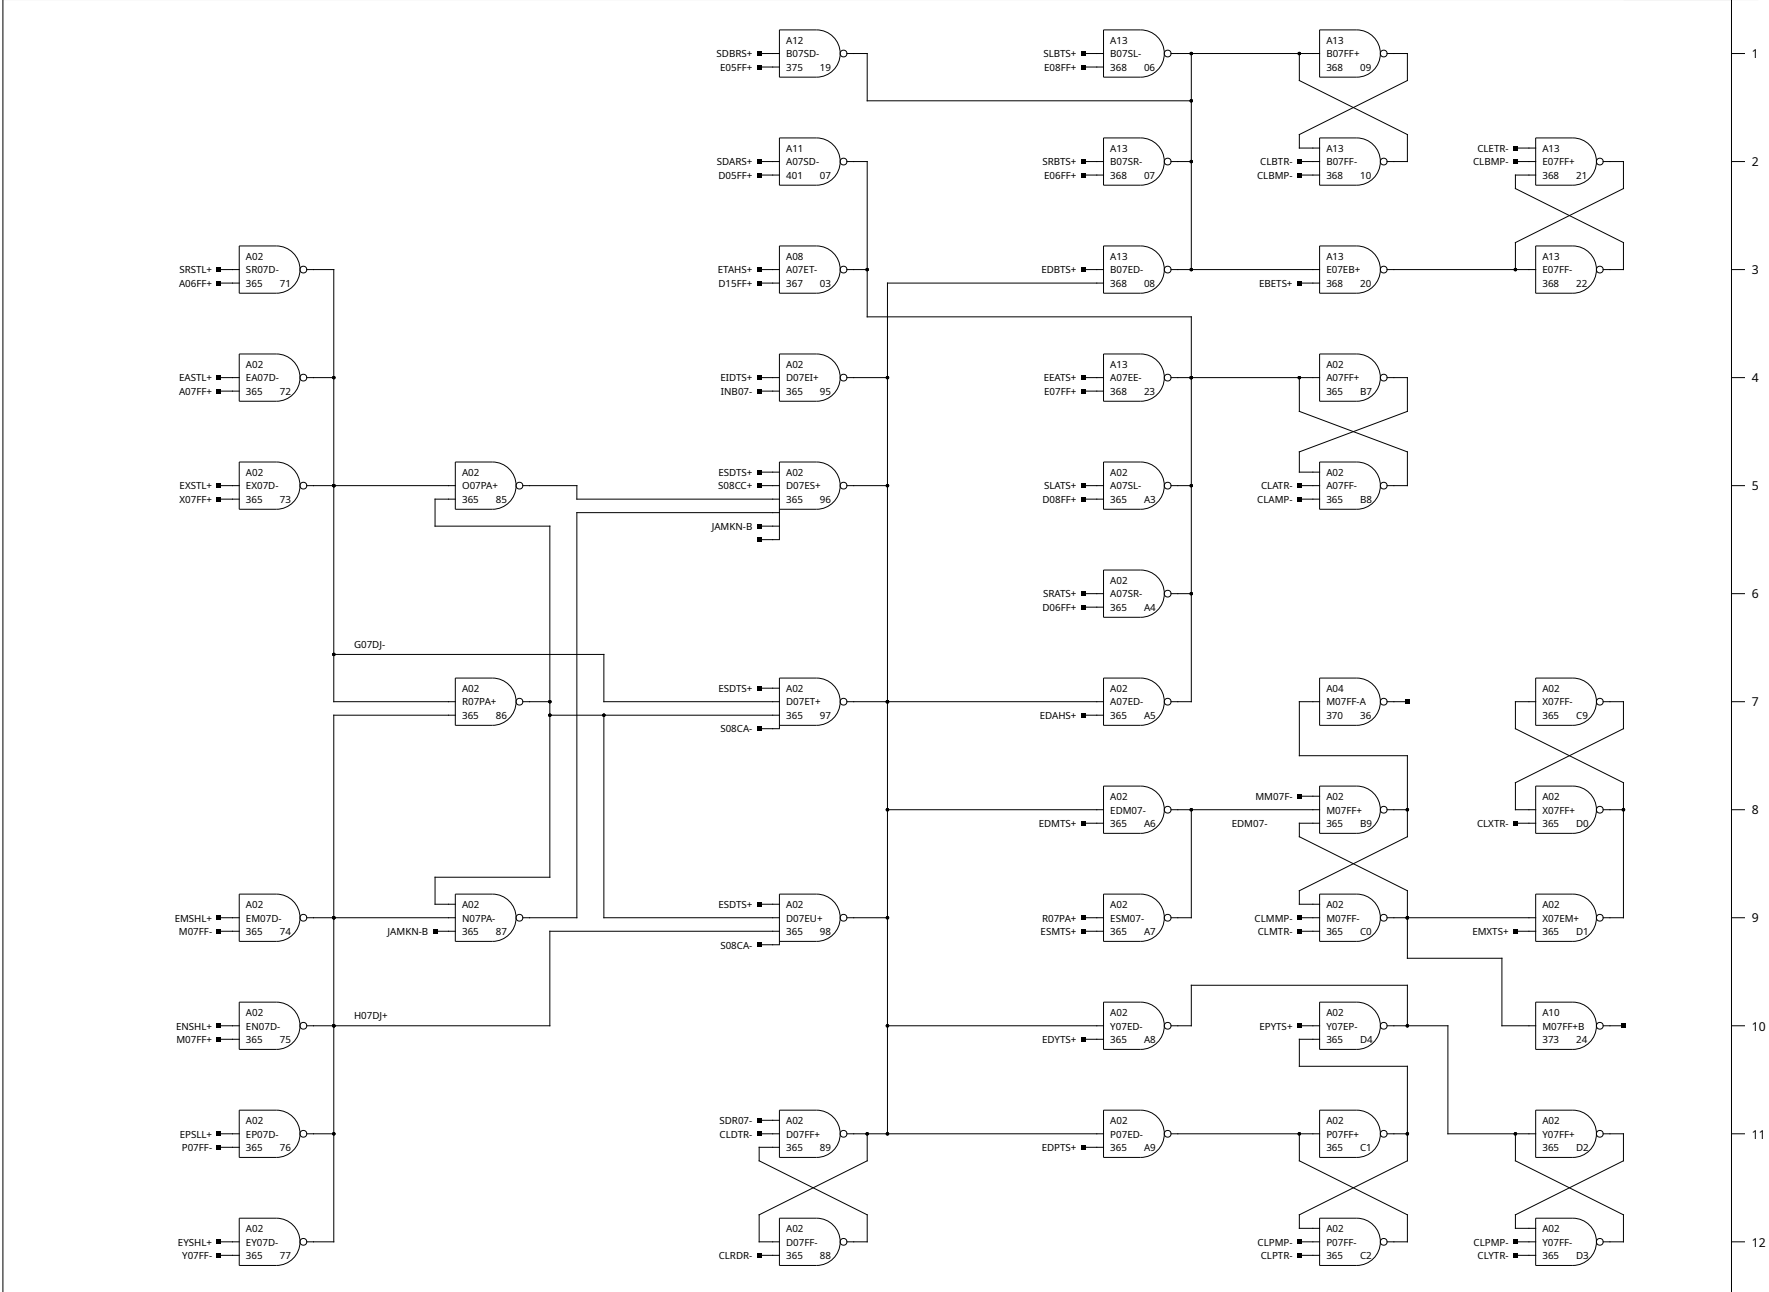 A12
SDBRS+ B07SD-
E05FF+ 375 19
A13
SLBTS+ B07SL-
E08FF+ 368 06
A13
B07FF+
368 09
1
A11
SDARS+ A07SD-
D05FF+ 401 07
A13
SRBTS+ B07SR-
E06FF+ 368 07
A13
CLBTR- B07FF-
CLBMP- 368 10
CLETR- A13
CLBMP- E07FF+
368 21
2
A02
SRSTL+ SR07D-
A06FF+ 365 71
A08
ETAHS+ A07ET-
D15FF+ 367 03
A13
EDBTS+ B07ED-
368 08
A13
E07EB+
EBETS+ 368 20
A13
E07FF-
368 22
3
A02
EASTL+ EA07D-
A07FF+ 365 72
A02
EIDTS+ D07EI+
INB07- 365 95
A13
EEATS+ A07EE-
E07FF+ 368 23
A02
A07FF+
365 B7
4
A02
EXSTL+ EX07D-
X07FF+ 365 73
A02
O07PA+
365 85
ESDTS+ A02
S08CC+ D07ES+
365 96
JAMKN-B
A02
SLATS+ A07SL-
D08FF+ 365 A3
A02
CLATR- A07FF-
CLAMP- 365 B8
5
A02
SRATS+ A07SR-
D06FF+ 365 A4
6
G07DJ-
A02
R07PA+
365 86
ESDTS+ A02
D07ET+
365 97
S08CA-
A02
A07ED-
EDAHS+ 365 A5
A04
M07FF-A
370 36
A02
X07FF-
365 C9
7
A02
EDM07-
EDMTS+ 365 A6
MM07F- A02
M07FF+
EDM07- 365 B9
A02
X07FF+
CLXTR- 365 D0
8
A02
EMSHL+ EM07D-
M07FF- 365 74
A02
N07PA-
JAMKN-B 365 87
ESDTS+ A02
D07EU+
365 98
S08CA-
A02
R07PA+ ESM07-
ESMTS+ 365 A7
A02
CLMMP- M07FF-
CLMTR- 365 C0
A02
X07EM+
EMXTS+ 365 D1
9
A02
ENSHL+ EN07D-
M07FF+ 365 75
H07DJ+
A02
Y07ED-
EDYTS+ 365 A8
A02
EPYTS+ Y07EP-
365 D4
A10
M07FF+B
373 24
10
A02
EPSLL+ EP07D-
P07FF- 365 76
SDR07- A02
CLDTR- D07FF+
365 89
A02
P07ED-
EDPTS+ 365 A9
A02
P07FF+
365 C1
A02
Y07FF+
365 D2
11
A02
EYSHL+ EY07D-
Y07FF- 365 77
A02
D07FF-
CLRDR- 365 88
A02
CLPMP- P07FF-
CLPTR- 365 C2
A02
CLPMP- Y07FF-
CLYTR- 365 D3
12